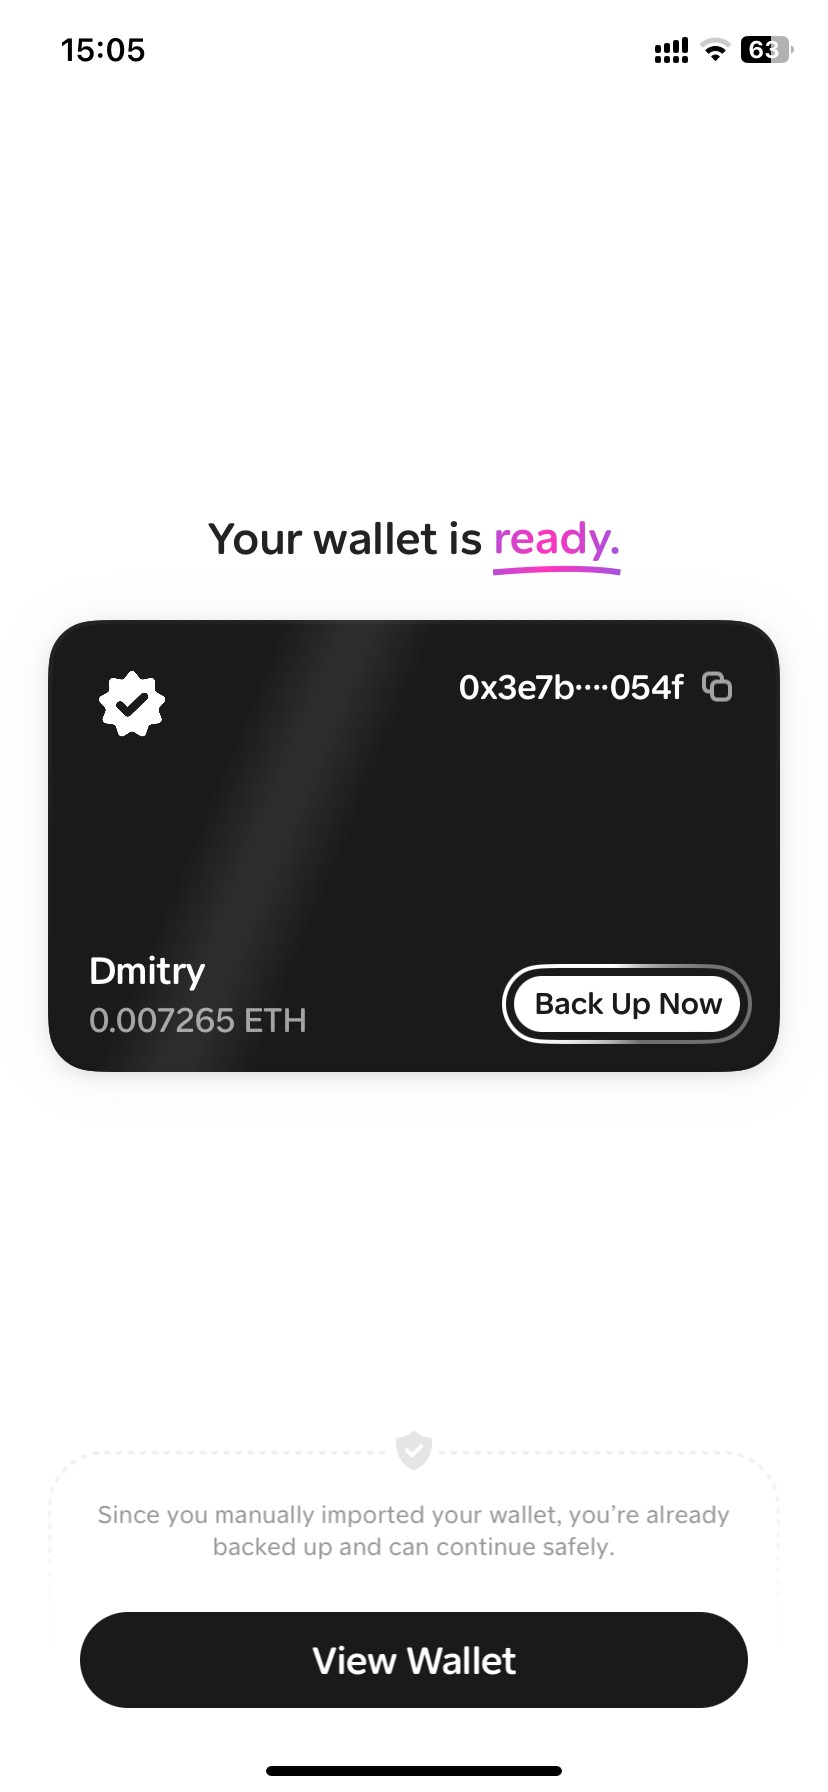 15:05
63
Your wallet is ready.
0x3e7b····054f
Dmitry
0.007265 ETH
Back Up Now
Since you manually imported your wallet, you’re already
backed up and can continue safely.
View Wallet